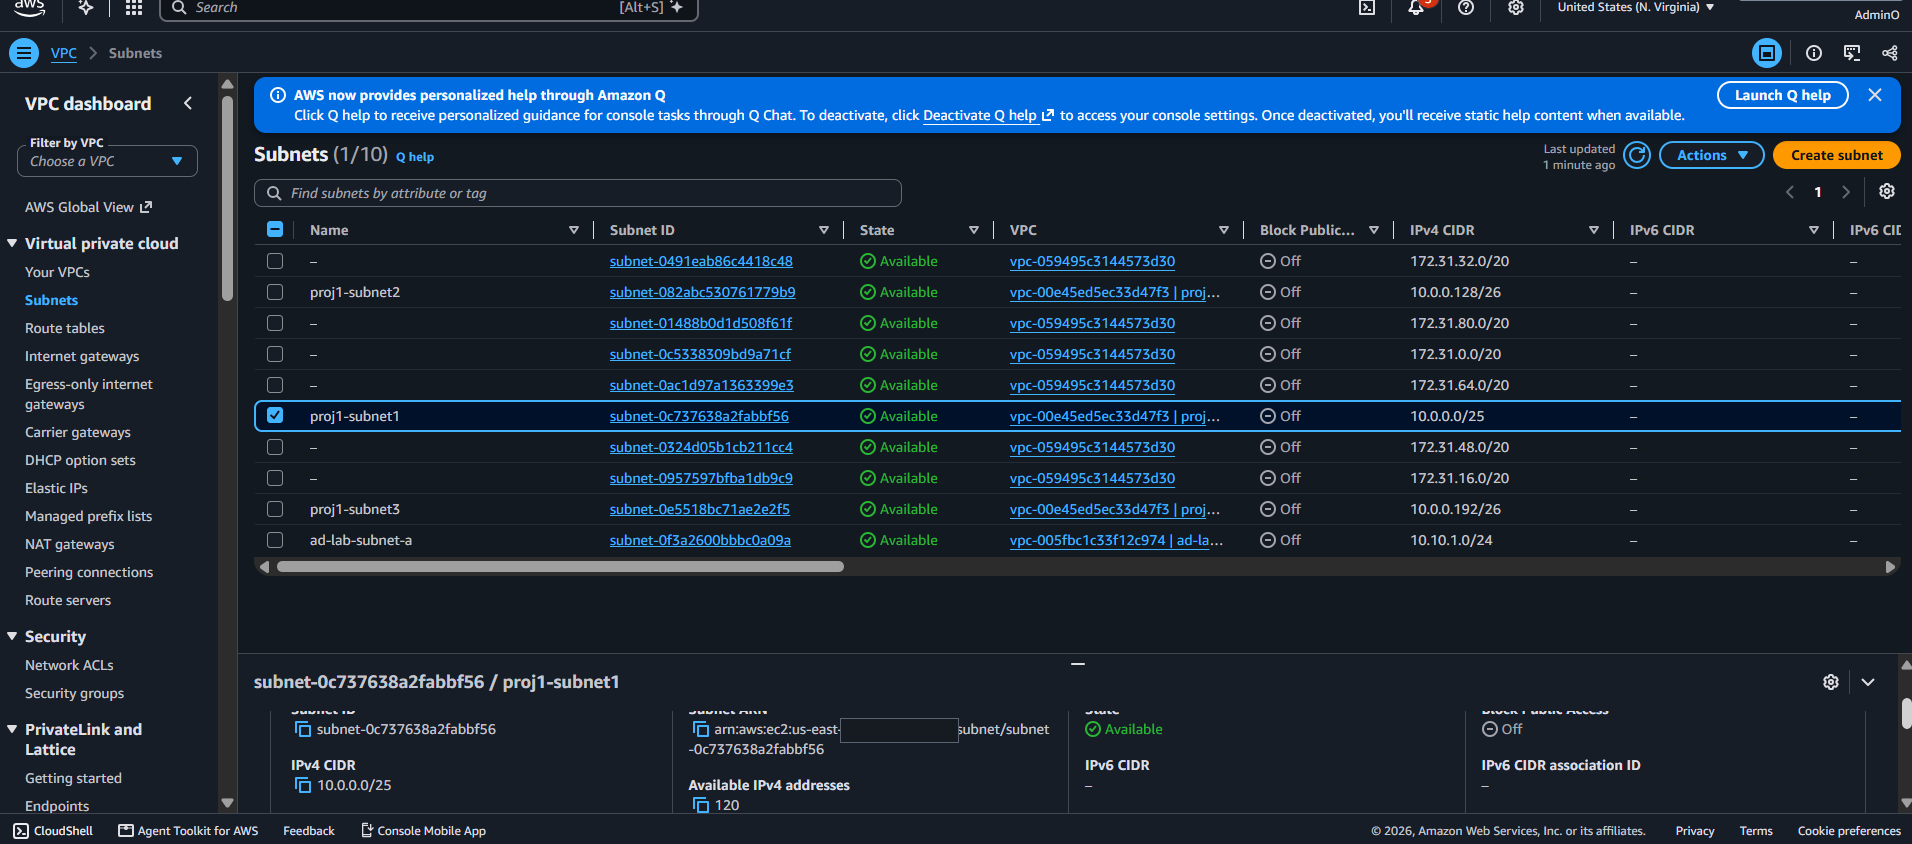 aws
Search [Alt+S]
United States (N. Virginia)
AdminO
VPC Subnets
VPC dashboard
Filter by VPC
Choose a VPC
AWS Global View
Virtual private cloud
Your VPCs
Subnets
Route tables
Internet gateways
Egress-only internet
gateways
Carrier gateways
DHCP option sets
Elastic IPs
Managed prefix lists
NAT gateways
Peering connections
Route servers
Security
Network ACLs
Security groups
PrivateLink and
Lattice
Getting started
Endpoints
AWS now provides personalized help through Amazon Q
Click Q help to receive personalized guidance for console tasks through Q Chat. To deactivate, click Deactivate Q help to access your console settings. Once deactivated, you'll receive static help content when available.
Launch Q help
Subnets (1/10) Q help
Last updated
1 minute ago
Actions
Create subnet
Find subnets by attribute or tag
1
Name Subnet ID State VPC Block Public... IPv4 CIDR IPv6 CIDR IPv6 CID
– subnet-0491eab86c4418c48 Available vpc-059495c3144573d30 Off 172.31.32.0/20 – –
proj1-subnet2 subnet-082abc530761779b9 Available vpc-00e45ed5ec33d47f3 | proj... Off 10.0.0.128/26 – –
– subnet-01488b0d1d508f61f Available vpc-059495c3144573d30 Off 172.31.80.0/20 – –
– subnet-0c5338309bd9a71cf Available vpc-059495c3144573d30 Off 172.31.0.0/20 – –
– subnet-0ac1d97a1363399e3 Available vpc-059495c3144573d30 Off 172.31.64.0/20 – –
proj1-subnet1 subnet-0c737638a2fabbf56 Available vpc-00e45ed5ec33d47f3 | proj... Off 10.0.0.0/25 – –
– subnet-0324d05b1cb211cc4 Available vpc-059495c3144573d30 Off 172.31.48.0/20 – –
– subnet-0957597bfba1db9c9 Available vpc-059495c3144573d30 Off 172.31.16.0/20 – –
proj1-subnet3 subnet-0e5518bc71ae2e2f5 Available vpc-00e45ed5ec33d47f3 | proj... Off 10.0.0.192/26 – –
ad-lab-subnet-a subnet-0f3a2600bbbc0a09a Available vpc-005fbc1c33f12c974 | ad-la... Off 10.10.1.0/24 – –
subnet-0c737638a2fabbf56 / proj1-subnet1
Subnet ID
subnet-0c737638a2fabbf56
IPv4 CIDR
10.0.0.0/25
Subnet ARN
arn:aws:ec2:us-east- subnet/subnet
-0c737638a2fabbf56
Available IPv4 addresses
120
State
Available
IPv6 CIDR
–
Block Public Access
Off
IPv6 CIDR association ID
–
CloudShell Agent Toolkit for AWS Feedback Console Mobile App © 2026, Amazon Web Services, Inc. or its affiliates. Privacy Terms Cookie preferences